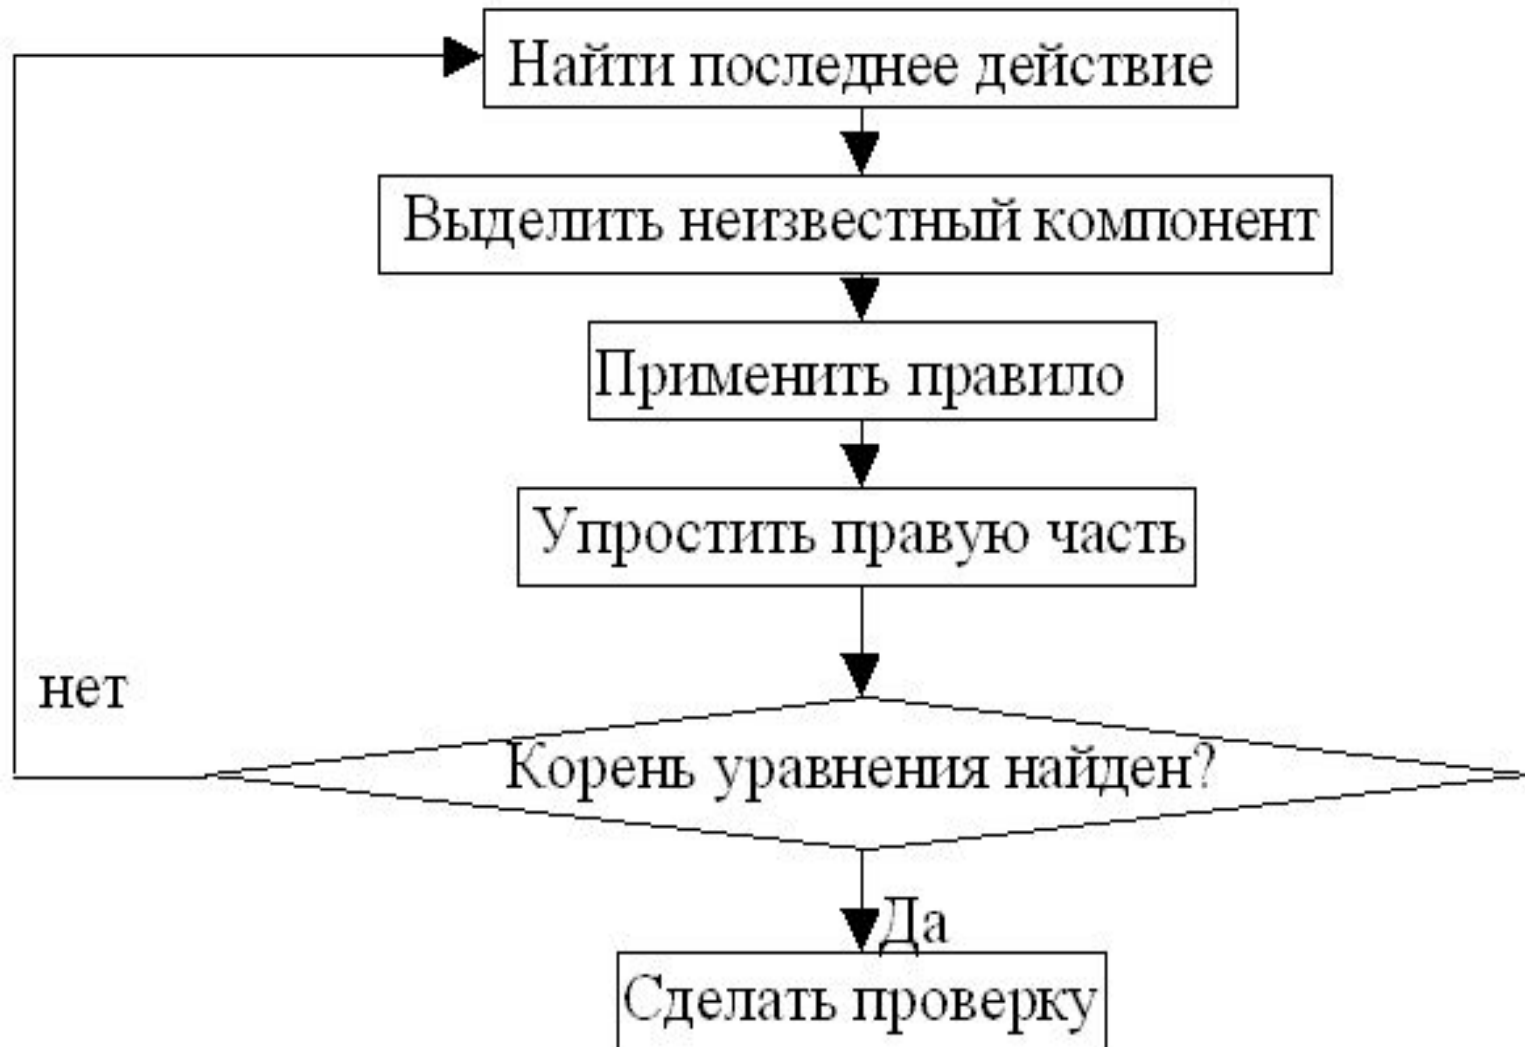 Найти последнее действие
Выделить неизвестный компонент
Применить правило
Упростить правую часть
нет
Корень уравнения найден?
Да
Сделать проверку